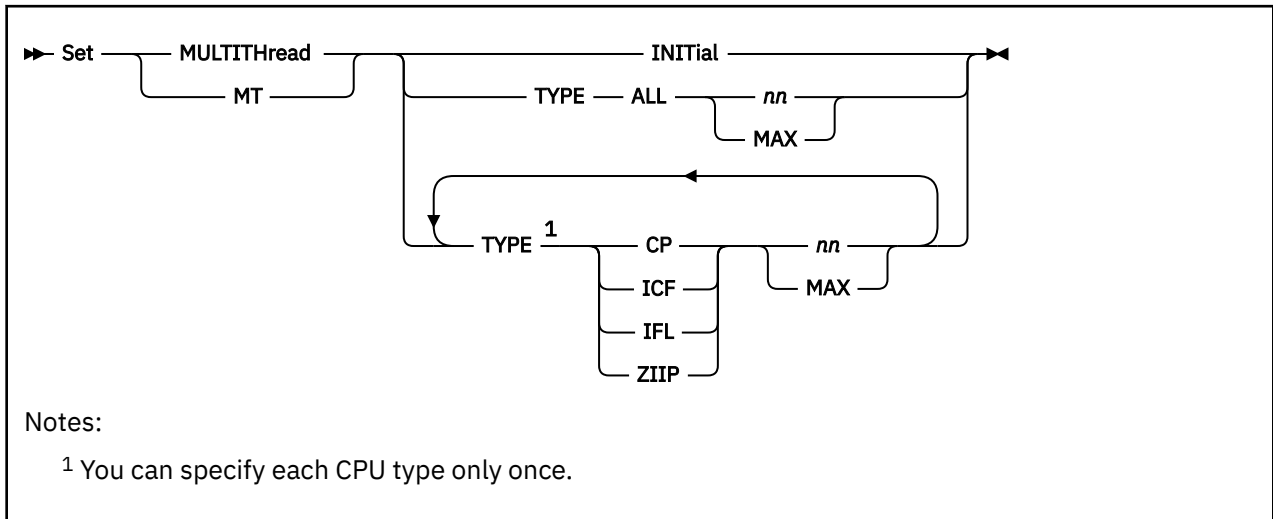 Set MULTITHread INITial
MT TYPE ALL nn
MAX
TYPE 1 CP nn
ICF MAX
IFL
ZIIP
Notes:
1 You can specify each CPU type only once.